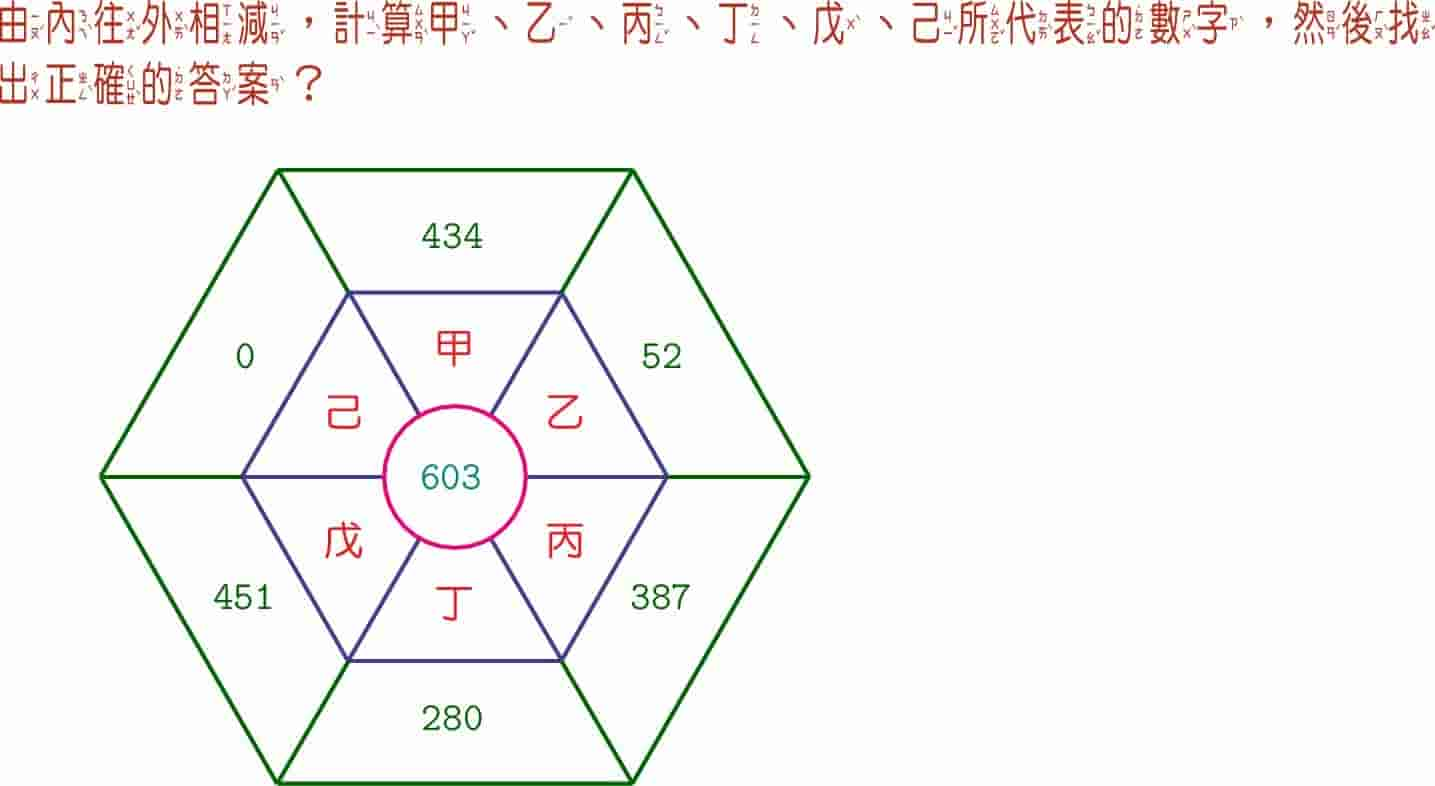 由內往外相減，計算甲、乙、丙、丁、戊、己所代表的數字，然後找
出正確的答案？
434
0
52
甲
己
乙
603
戊
丙
丁
451
387
280